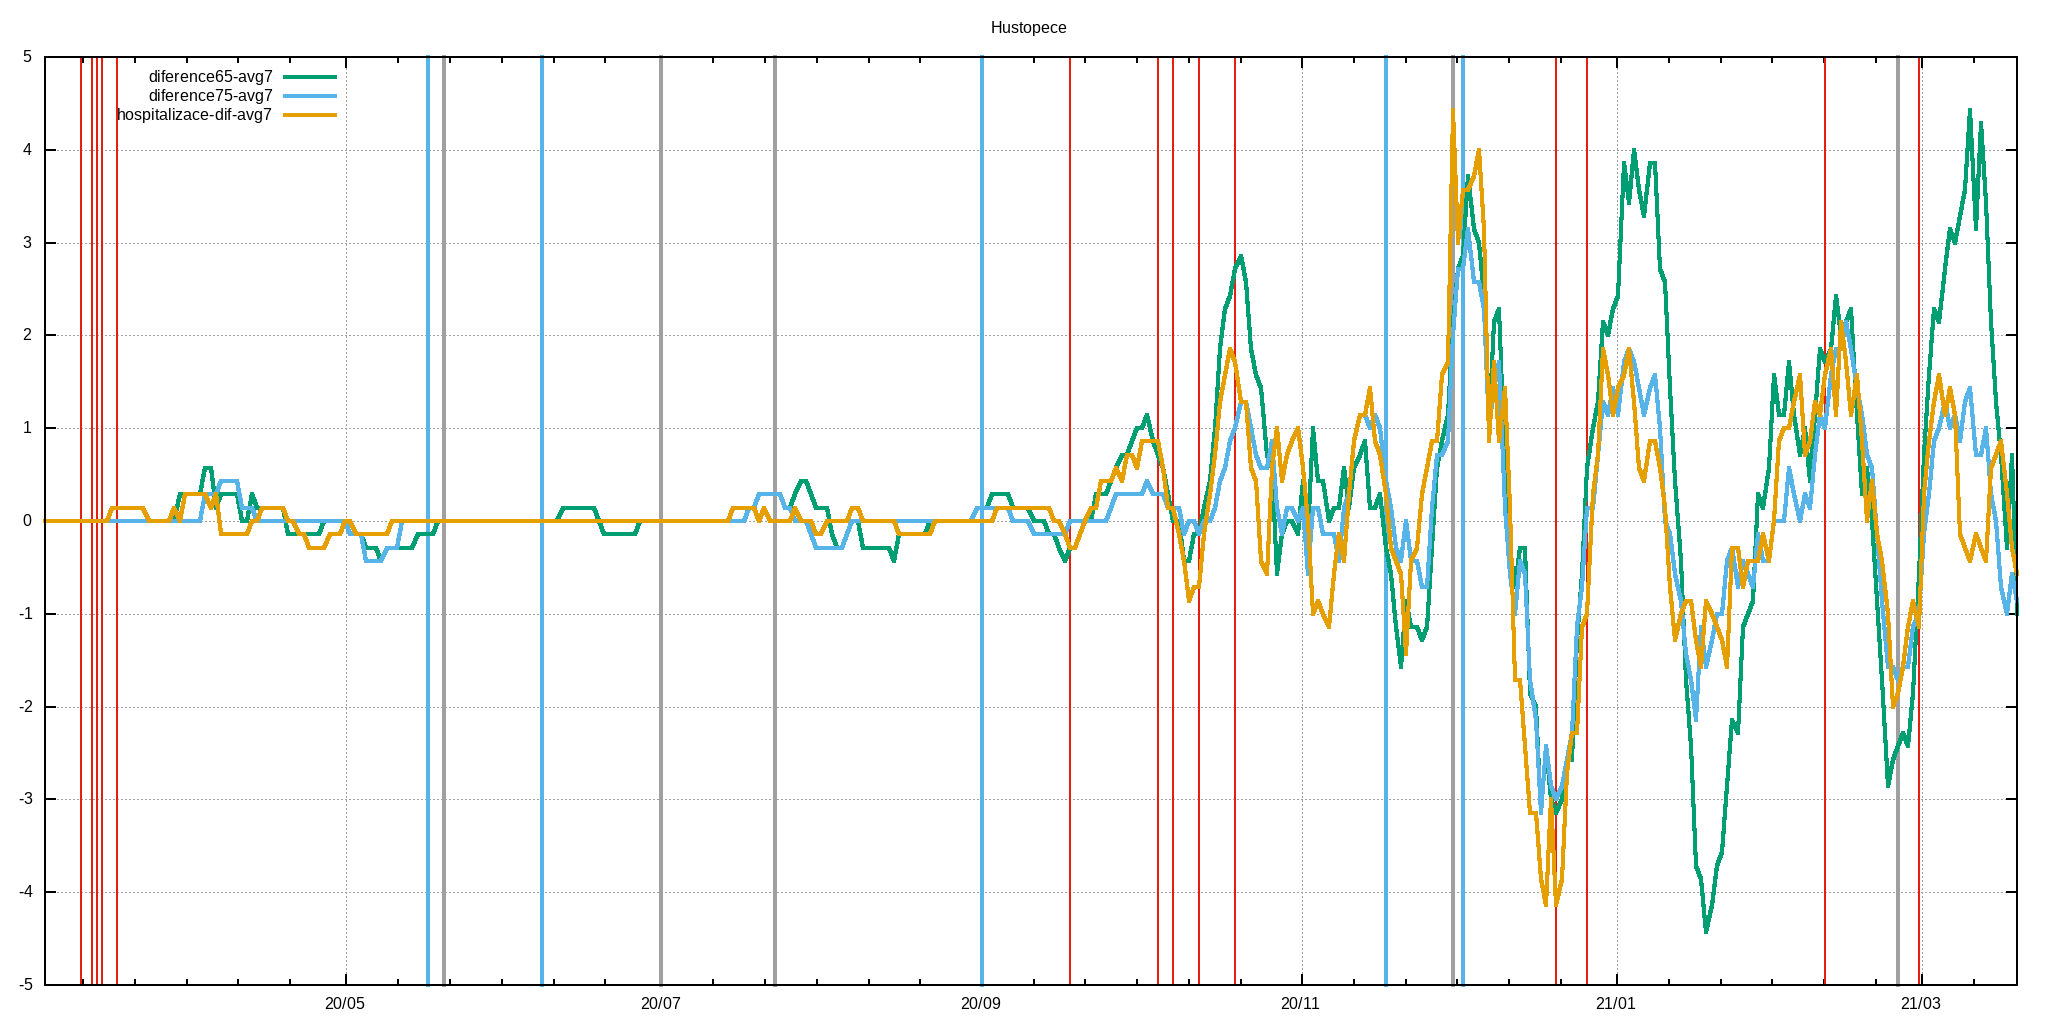 Hustopece
5
diference65-avg7
diference75-avg7
hospitalizace-dif-avg7
4
3
2
1
0
-1
-2
-3
-4
-5
20/05 20/07 20/09 20/11 21/01 21/03